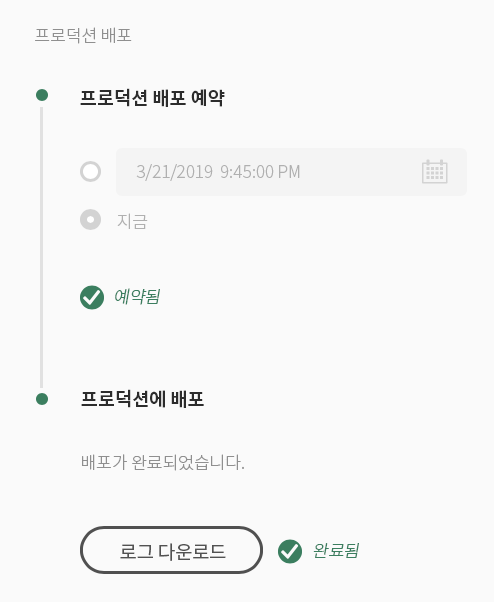 프로덕션 배포
프로덕션 배포 예약
3/21/2019 9:45:00 PM
지금
예약됨
프로덕션에 배포
배포가 완료되었습니다.
로그 다운로드
완료됨